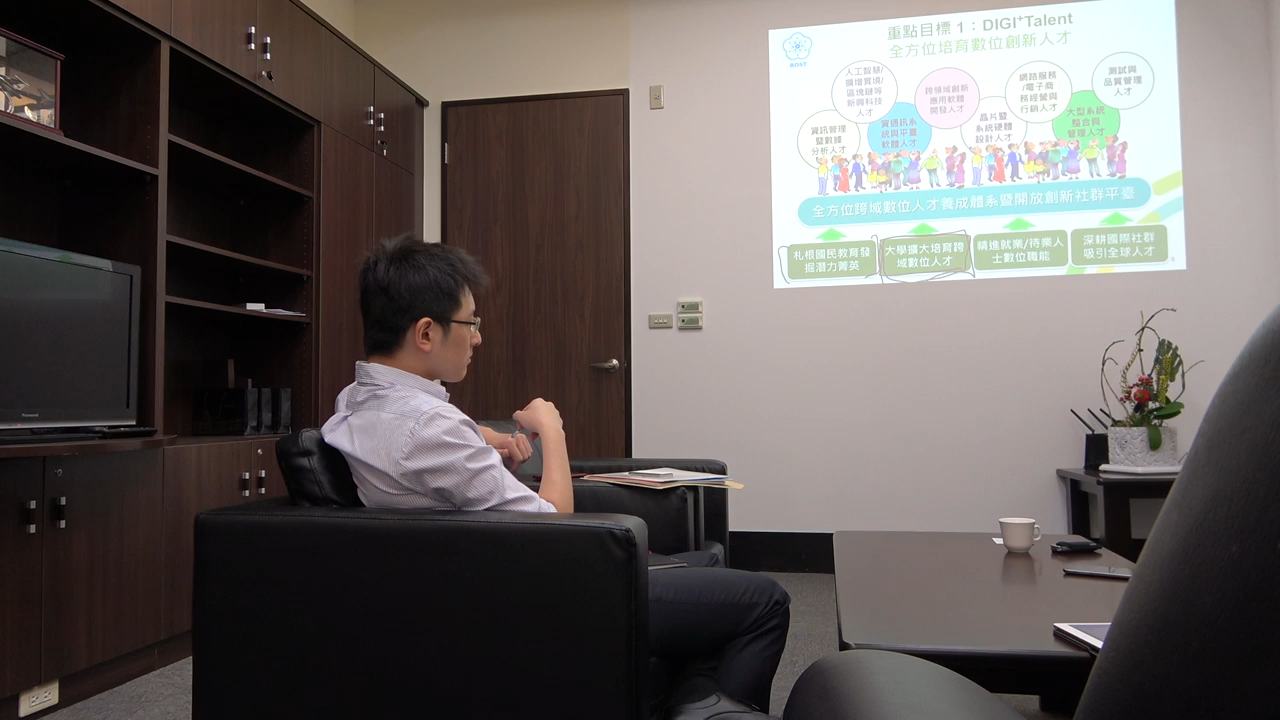 重點目標 1：DIGI⁺Talent
全方位培育數位創新人才
BOST
人工智慧/
擴增實境/
區塊鏈等
新興科技
人才
跨領域創新
應用軟體
開發人才
網路服務
/電子商
務經營與
行銷人才
測試與
品質管理
人才
資訊管理
暨數據
分析人才
資通訊系
統與平臺
軟體人才
晶片暨
系統硬體
設計人才
大型系統
整合與
管理人才
全方位跨域數位人才養成體系暨開放創新社群平臺
札根國民教育發
掘潛力菁英
大學擴大培育跨
域數位人才
精進就業/待業人
士數位職能
深耕國際社群
吸引全球人才
Panasonic